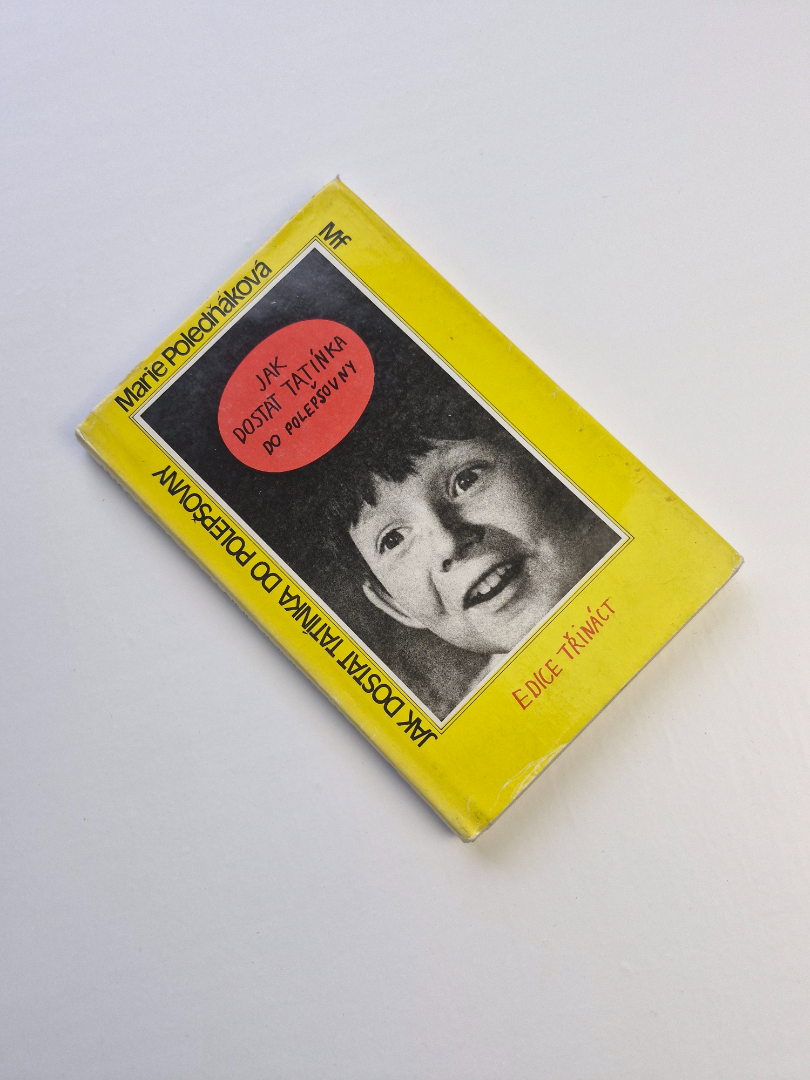 Marie Poledňáková
Mf
JAK
DOSTAT TATÍNKA
DO POLEPŠOVNY
JAK DOSTAT TATÍNKA DO POLEPŠOVNY
EDICE TŘINÁCT